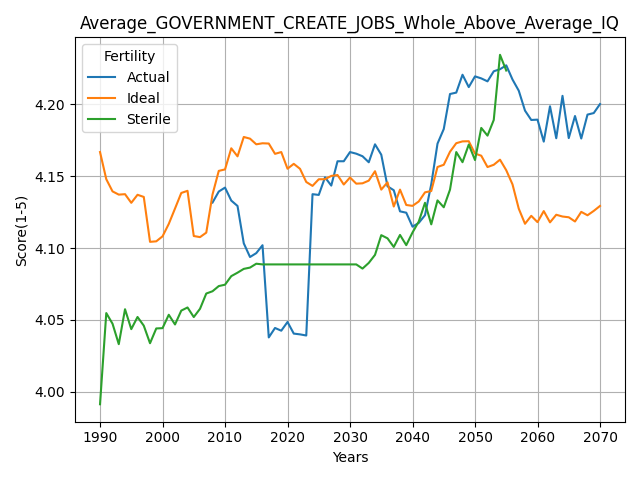 Average_GOVERNMENT_CREATE_JOBS_Whole_Above_Average_IQ
Fertility
Actual
Ideal
Sterile
Score(1-5)
4.20
4.15
4.10
4.05
4.00
1990 2000 2010 2020 2030 2040 2050 2060 2070
Years